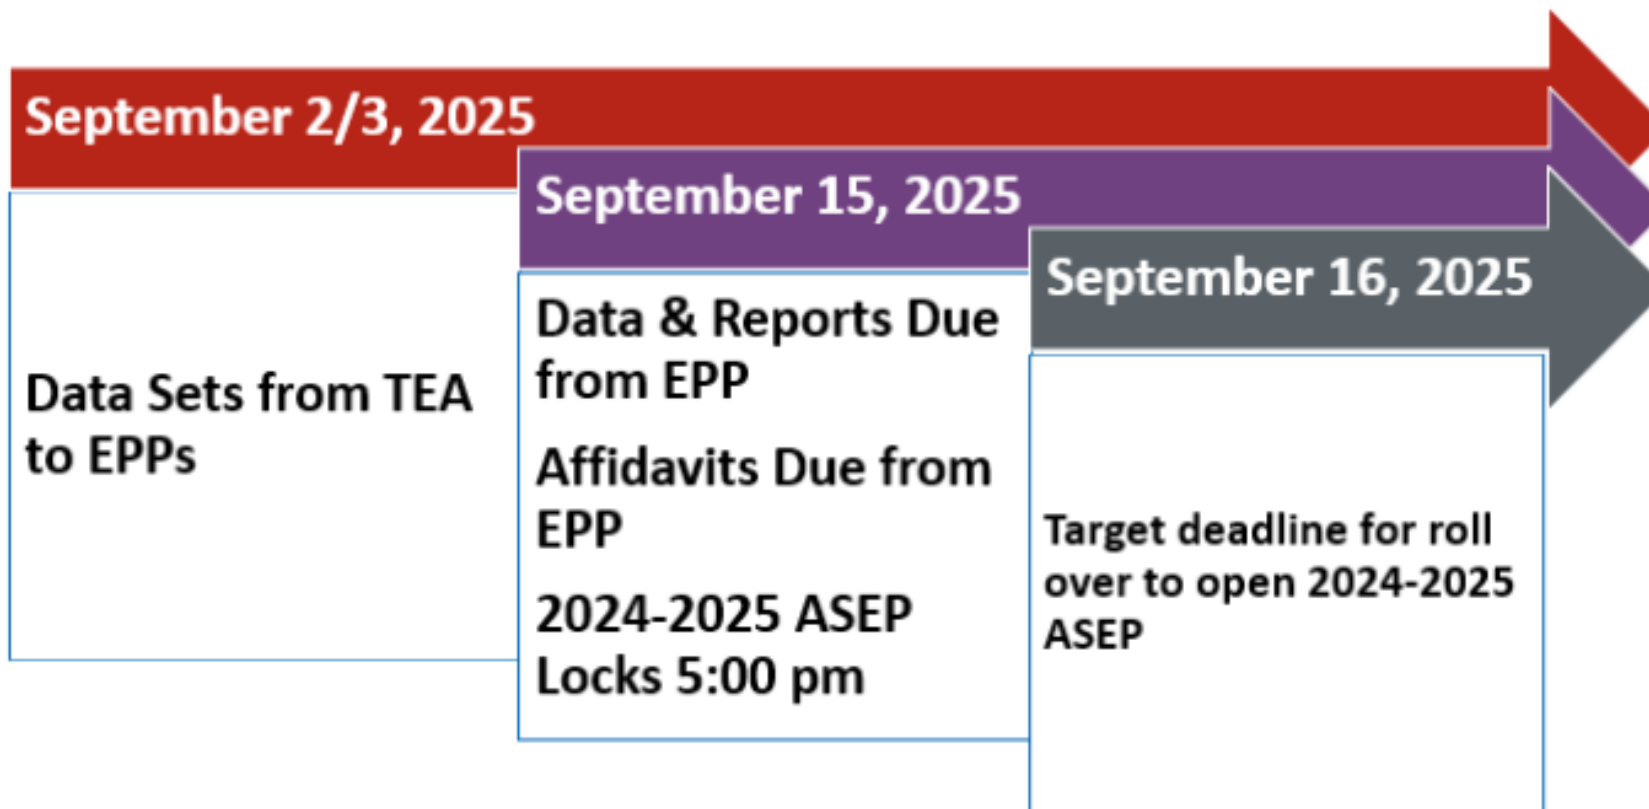 September 2/3, 2025
Data Sets from TEA
to EPPs
September 15, 2025
Data & Reports Due
from EPP
Affidavits Due from
EPP
2024-2025 ASEP
Locks 5:00 pm
September 16, 2025
Target deadline for roll
over to open 2024-2025
ASEP